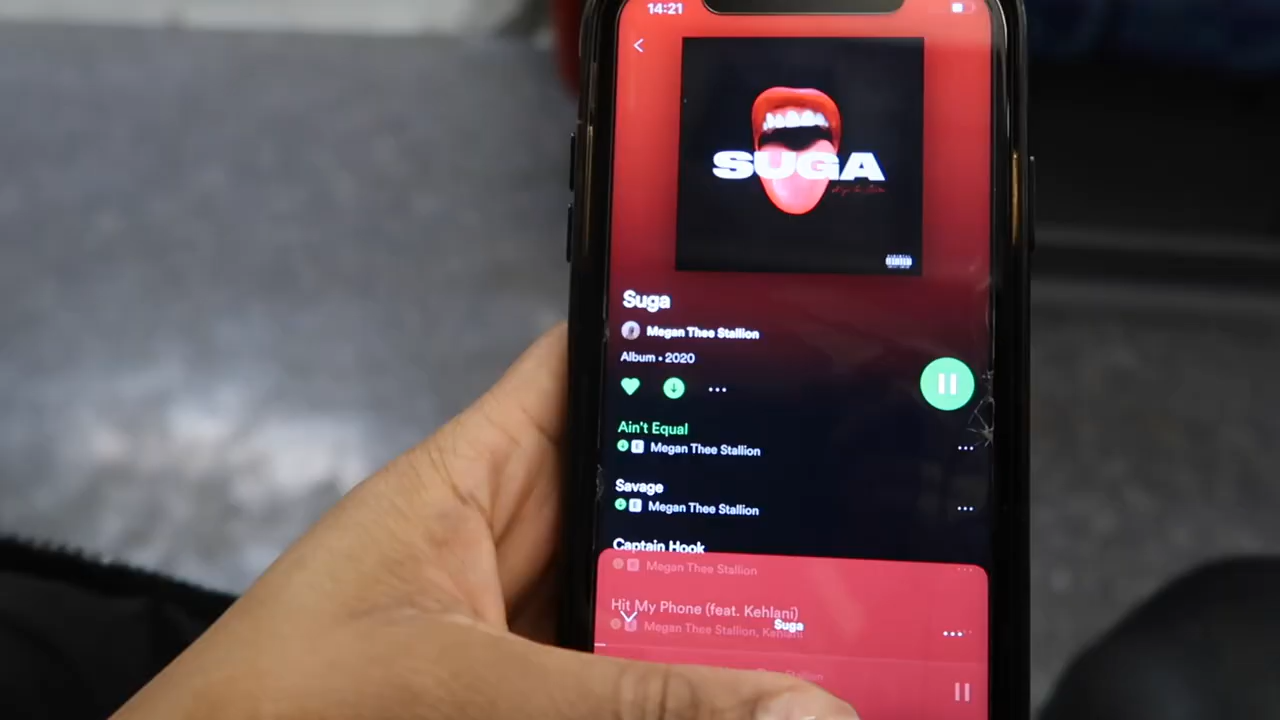 14:21
SUGA
Suga
Megan Thee Stallion
Album • 2020
Ain't Equal
E Megan Thee Stallion
Savage
E Megan Thee Stallion
Captain Hook
E Megan Thee Stallion
Hit My Phone (feat. Kehlani)
Suga
Megan Thee Stallion, Kehlani